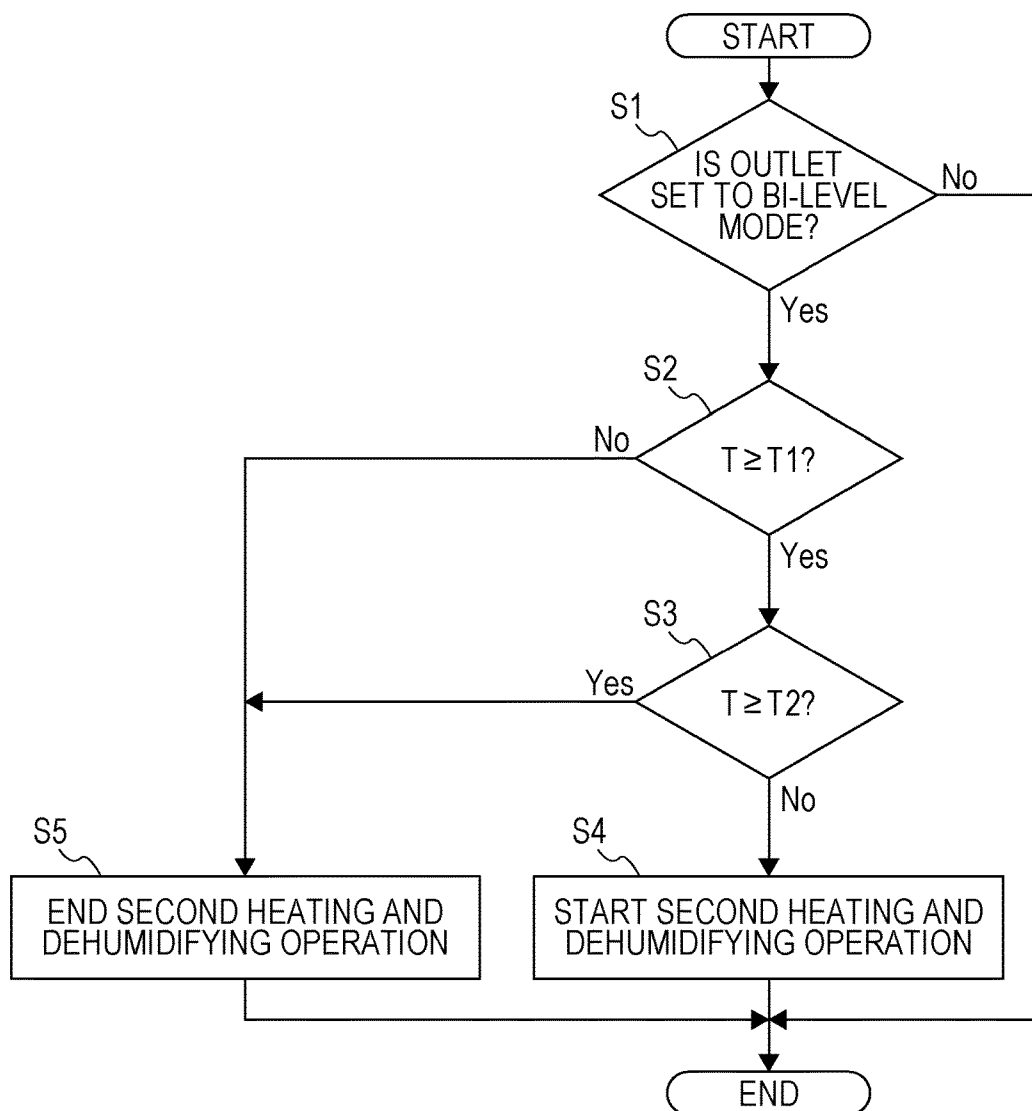 START
S1
IS OUTLET
SET TO BI-LEVEL
MODE?
No
Yes
S2
No
T≥T1?
Yes
S3
Yes
T≥T2?
No
S5
S4
END SECOND HEATING AND
DEHUMIDIFYING OPERATION
START SECOND HEATING AND
DEHUMIDIFYING OPERATION
END